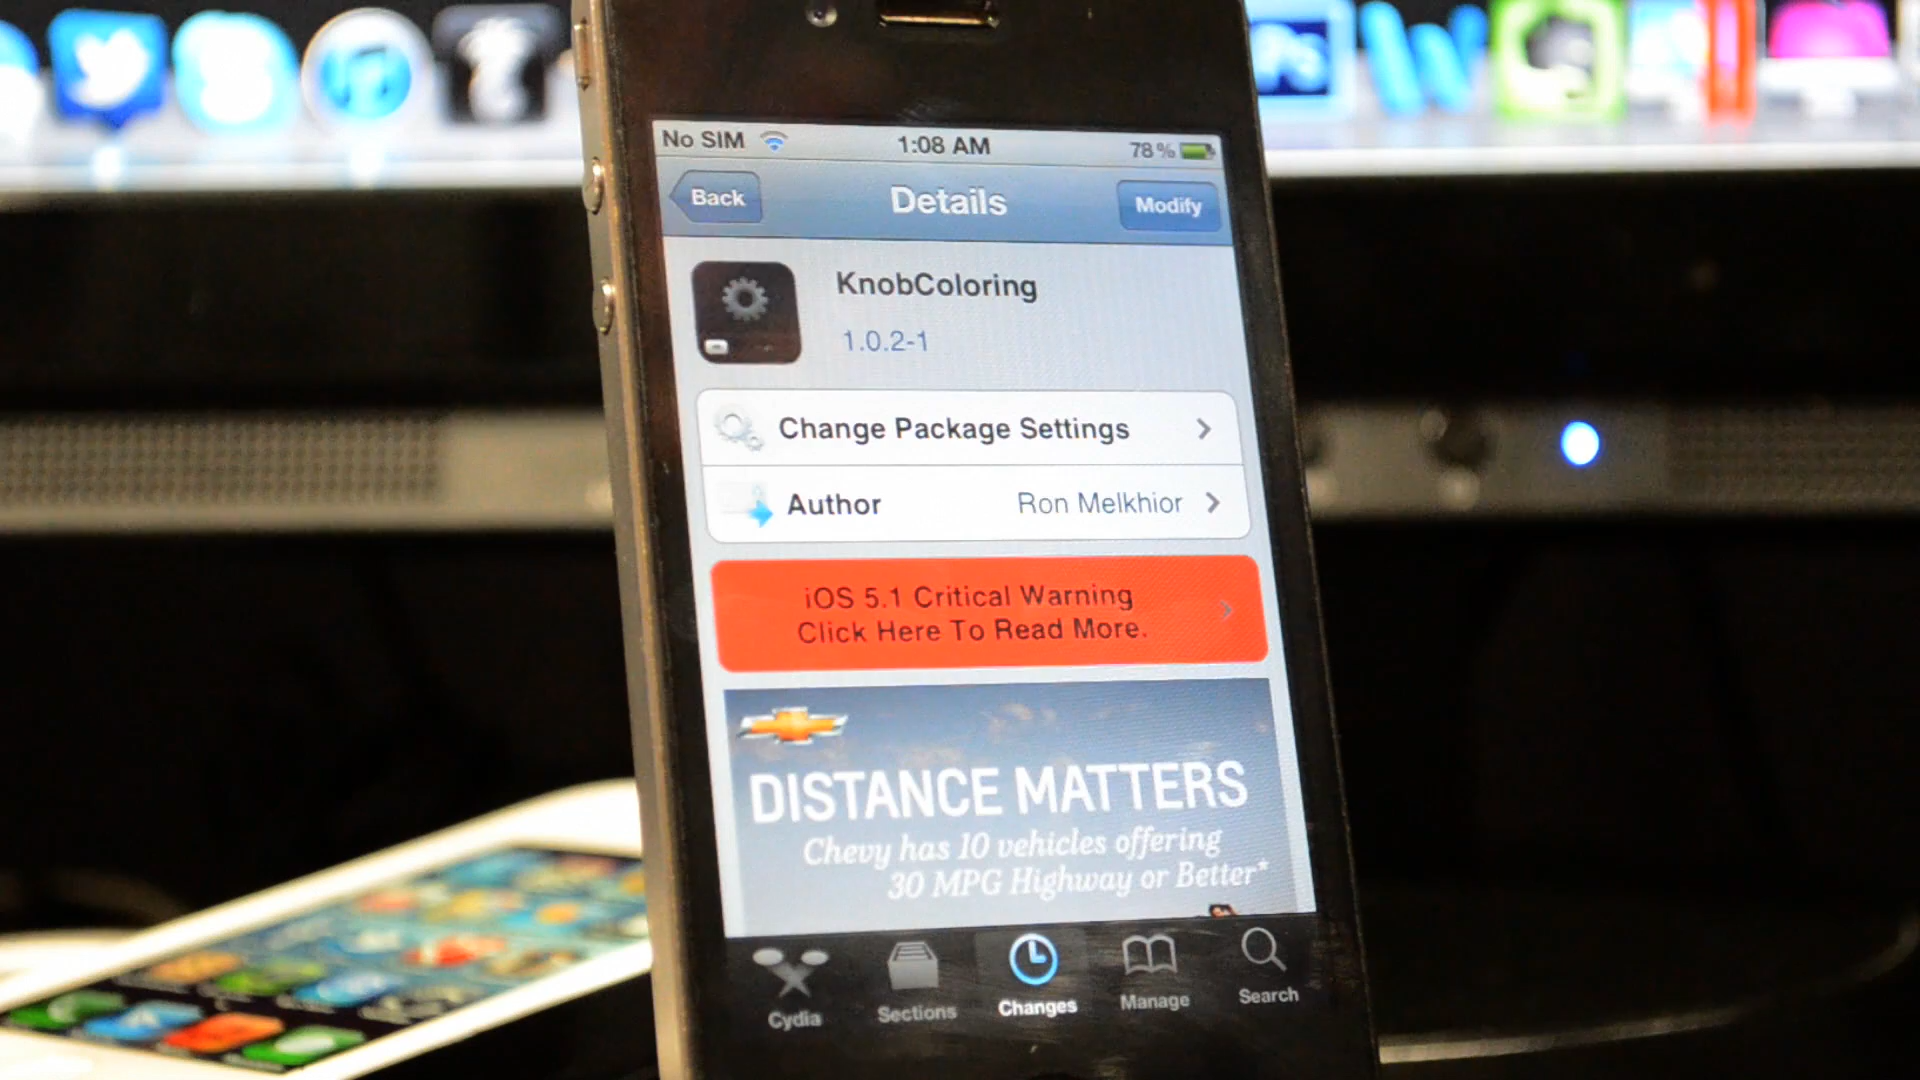 No SIM 1:08 AM 78%
Back Details Modify
KnobColoring
1.0.2-1
Change Package Settings
Author Ron Melkhior
iOS 5.1 Critical Warning
Click Here To Read More.
DISTANCE MATTERS
Chevy has 10 vehicles offering
30 MPG Highway or Better*
Cydia Sections Changes Manage Search
Ps
W